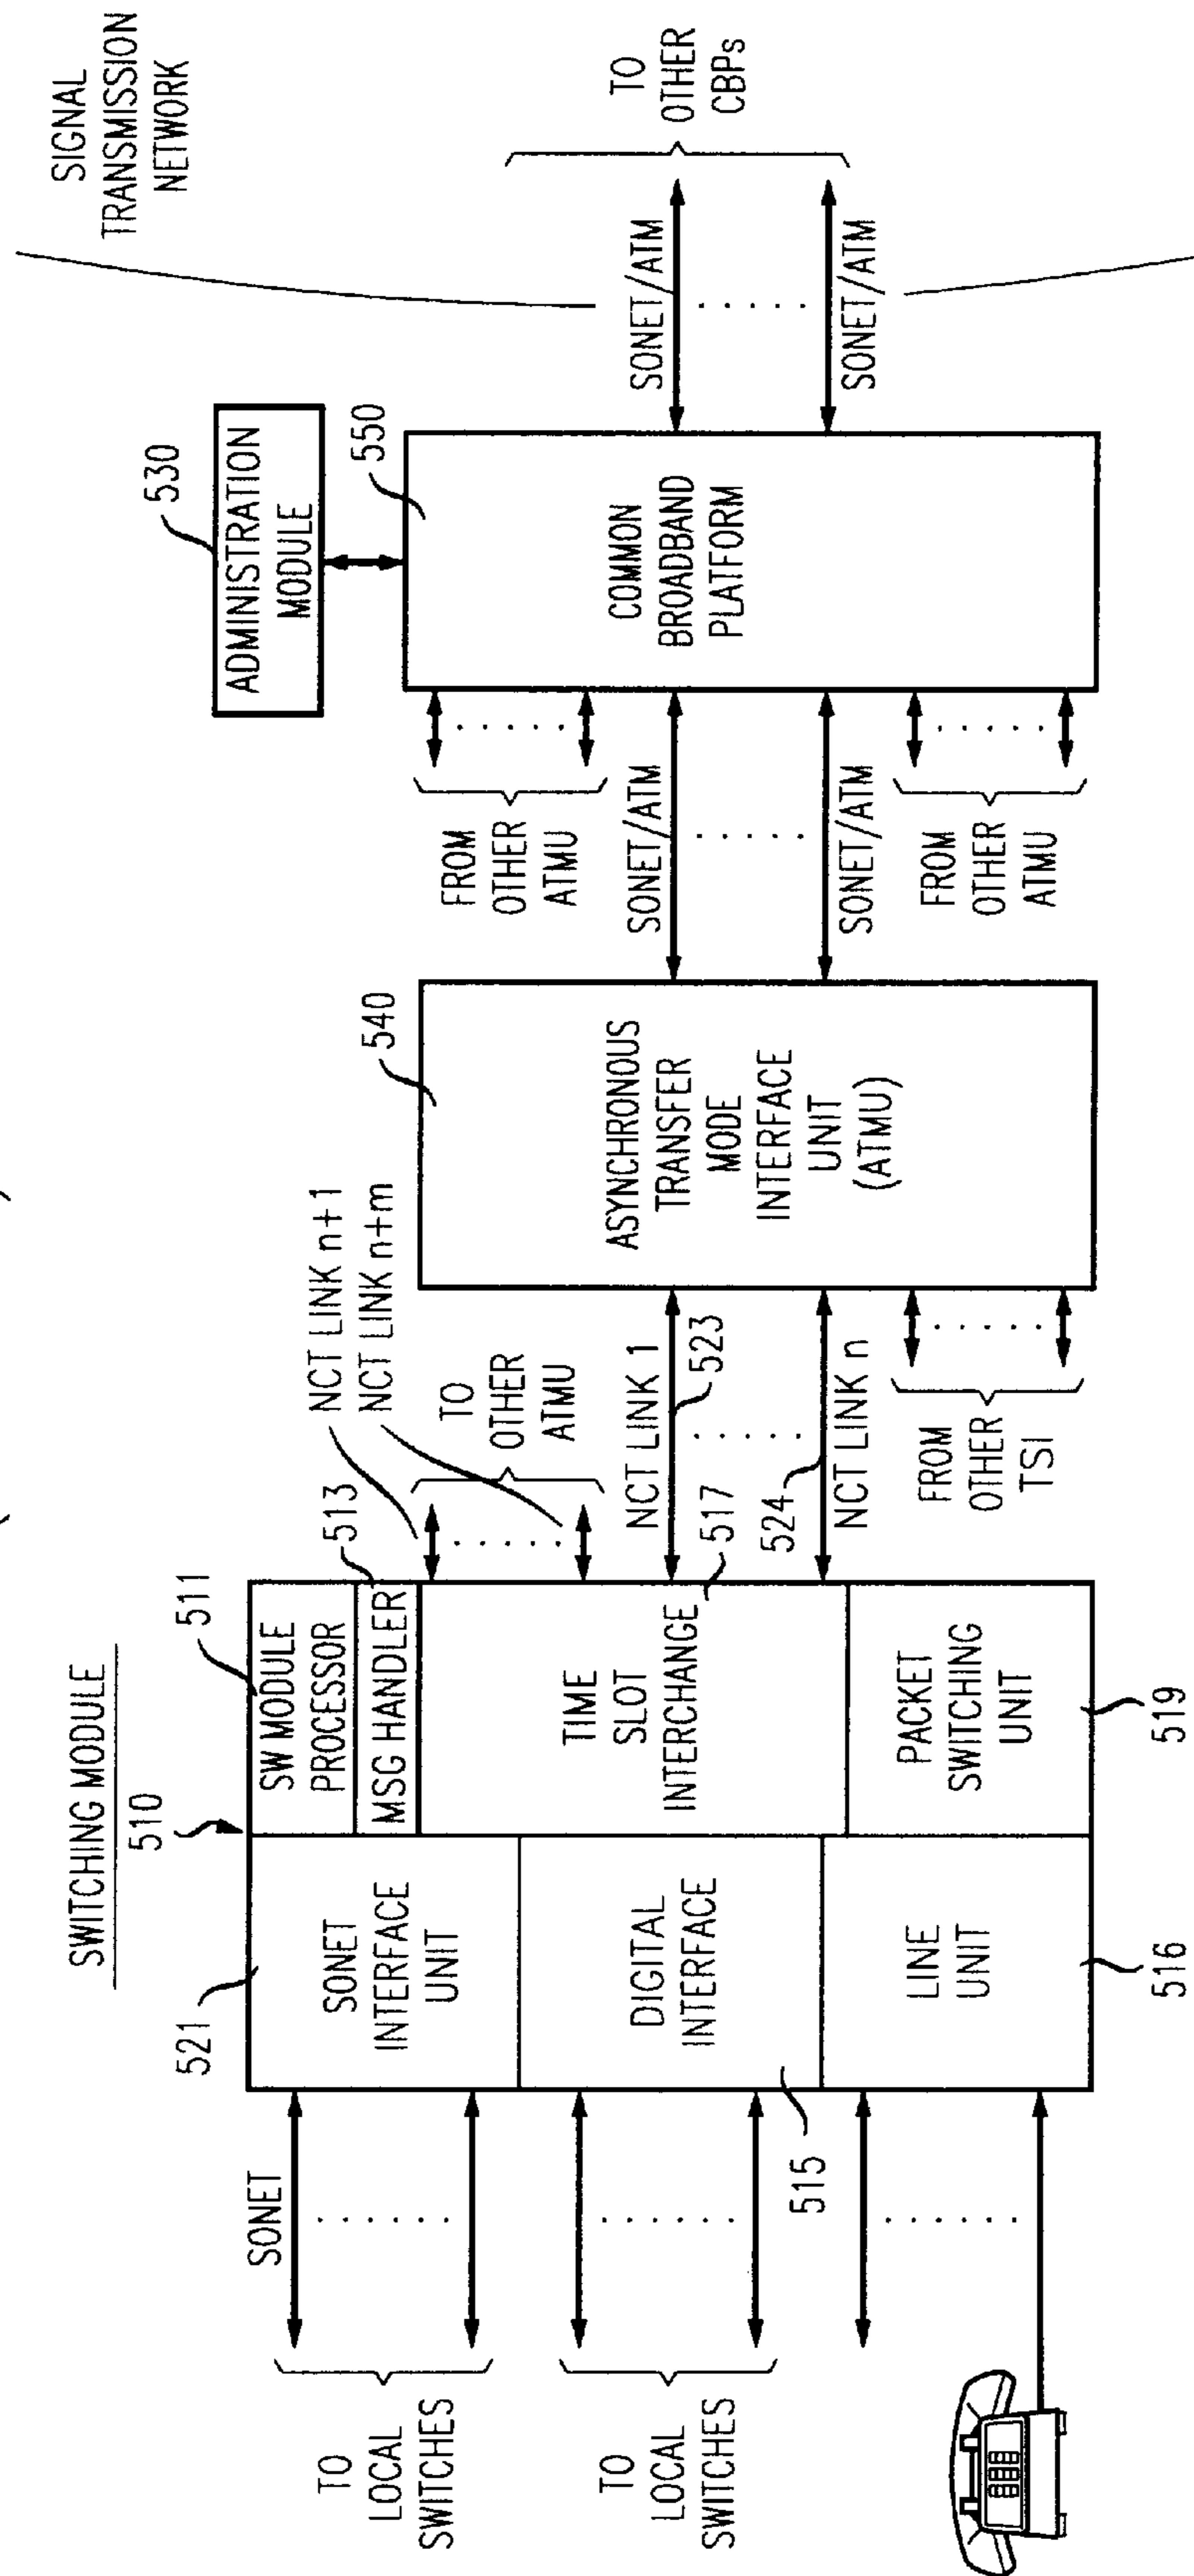 SWITCHING MODULE
510
521
SONET
INTERFACE
UNIT
SW MODULE
PROCESSOR
511
MSG HANDLER
513
DIGITAL
INTERFACE
515
TIME
SLOT
INTERCHANGE
517
LINE
UNIT
516
PACKET
SWITCHING
UNIT
519
SONET
TO
LOCAL
SWITCHES
TO
LOCAL
SWITCHES
NCT LINK n+1
NCT LINK n+m
TO
OTHER
ATMU
NCT LINK 1
523
524
NCT LINK n
FROM
OTHER
TSI
540
ASYNCHRONOUS
TRANSFER
MODE
INTERFACE
UNIT
(ATMU)
FROM
OTHER
ATMU
SONET/ATM
SONET/ATM
FROM
OTHER
ATMU
530
ADMINISTRATION
MODULE
550
COMMON
BROADBAND
PLATFORM
SONET/ATM
SONET/ATM
TO
OTHER
CBPs
SIGNAL
TRANSMISSION
NETWORK